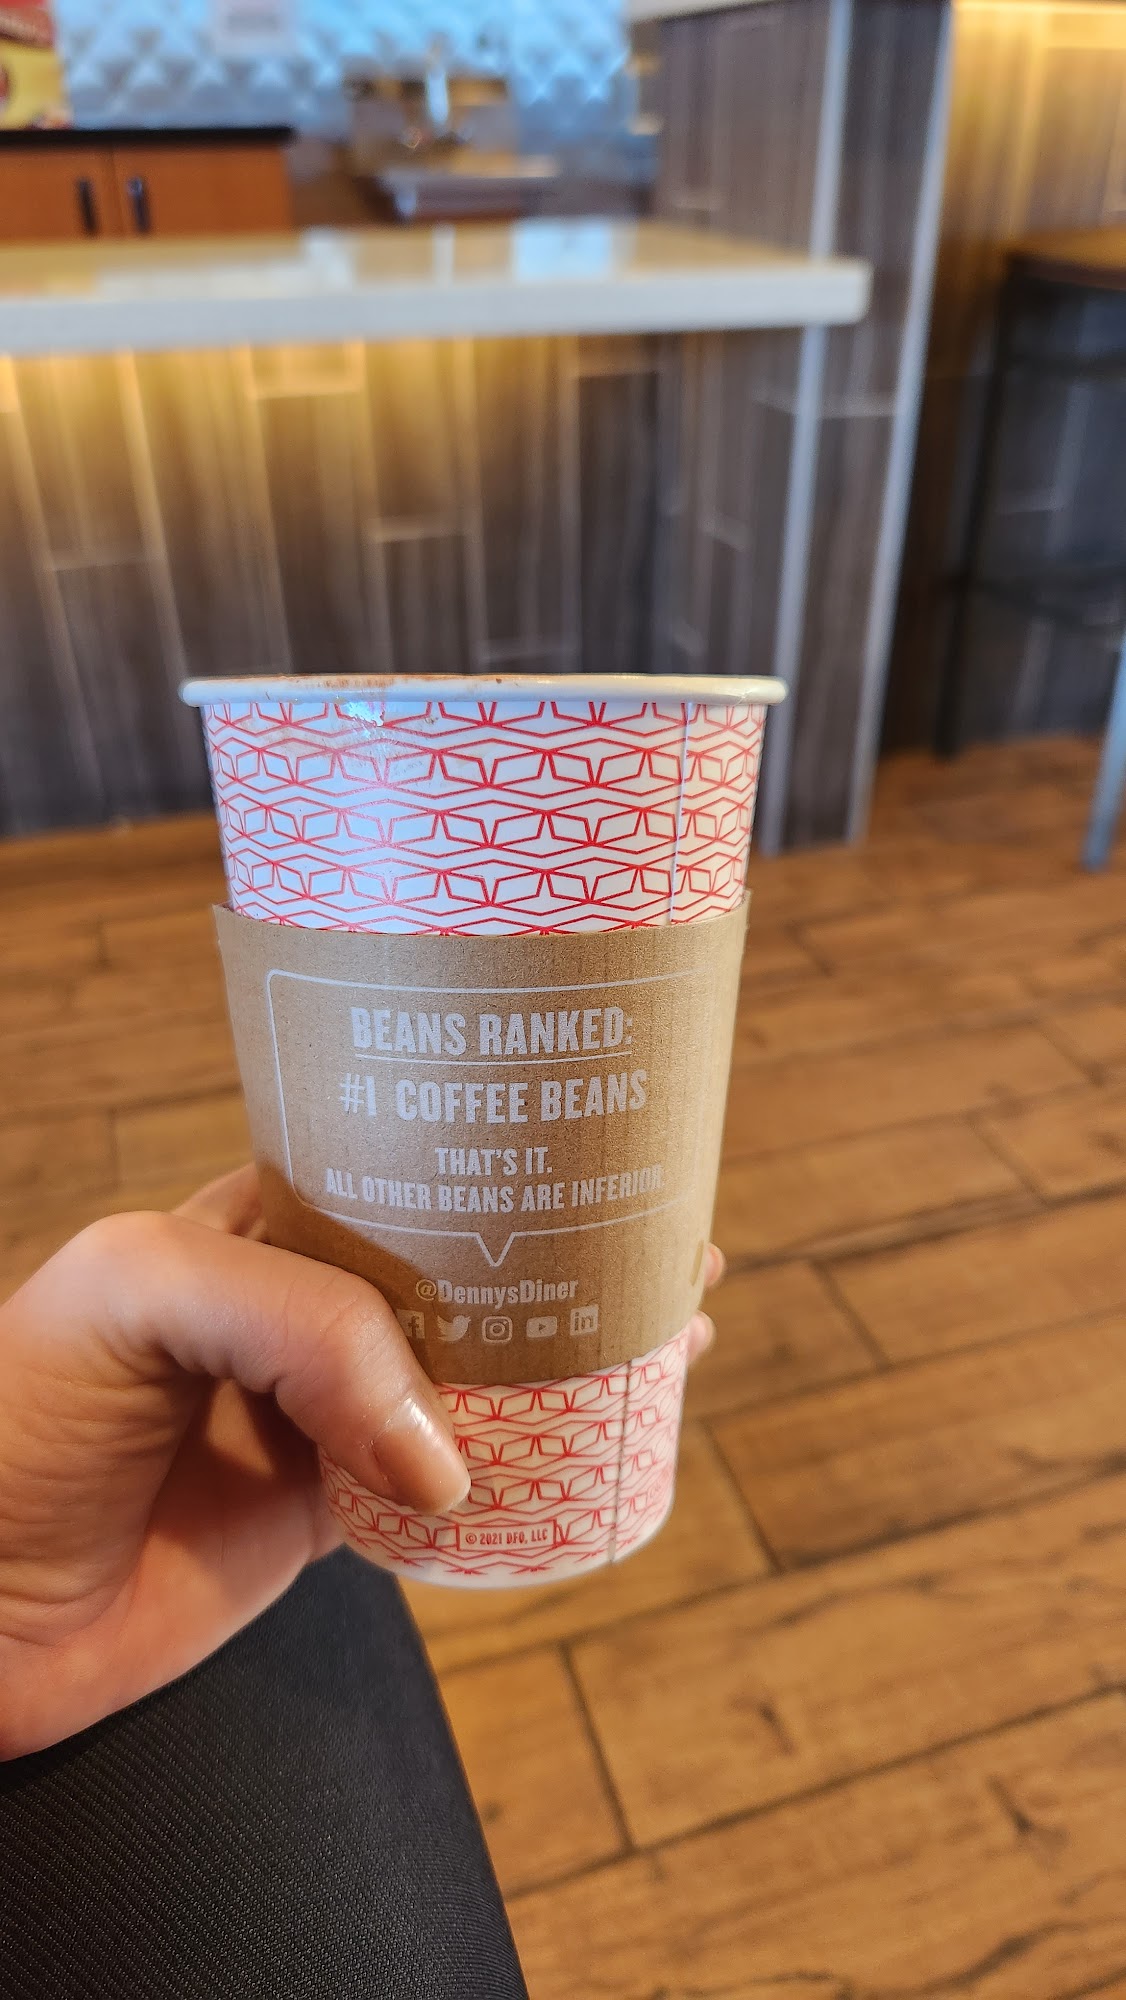 BEANS RANKED:
#1 COFFEE BEANS
THAT'S IT.
ALL OTHER BEANS ARE INFERIOR.
@DennysDiner
© 2021 DFO, LLC